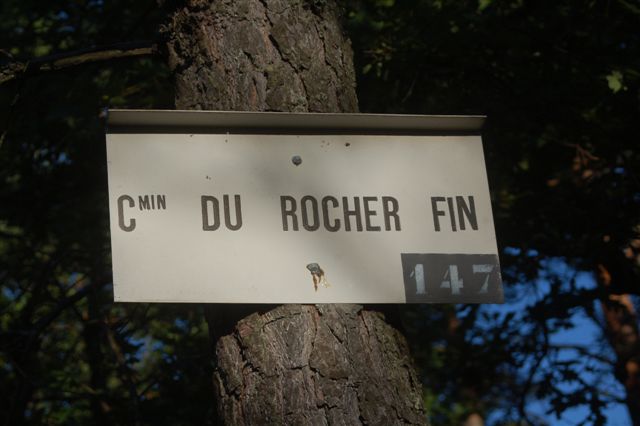 CMIN DU ROCHER FIN
147